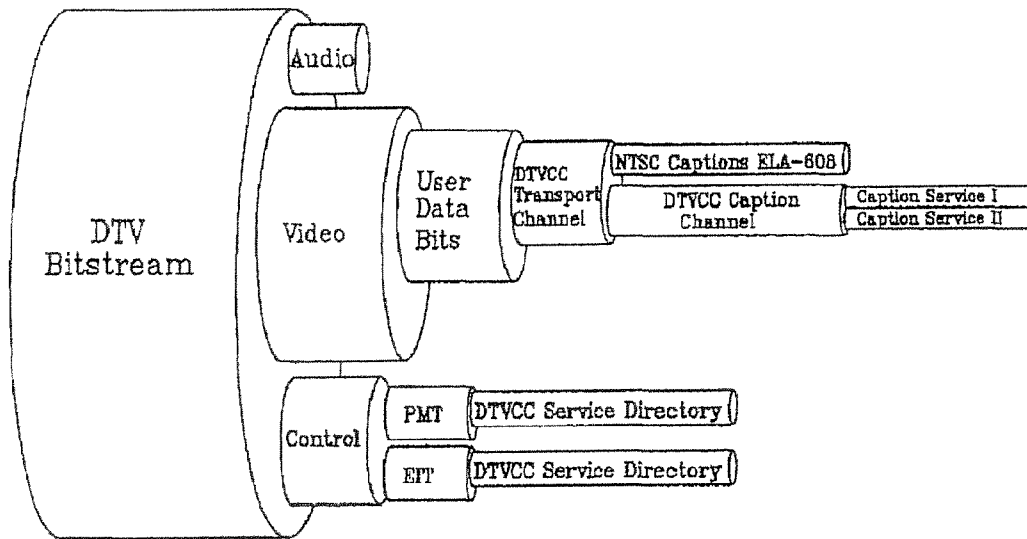 Audio
DTV
Bitstream
Video
User
Data
Bits
DTVCC
Transport
Channel
NTSC Captions ELA-608
DTVCC Caption
Channel
Caption Service I
Caption Service II
Control
PMT
DTVCC Service Directory
EIT
DTVCC Service Directory